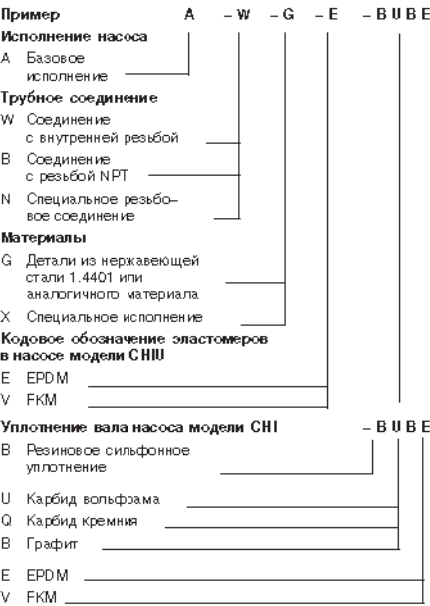 Пример A – W – G – E – B U B E
Исполнение насоса
A Базовое
исполнение
Трубное соединение
W Соединение
с внутренней резьбой
B Соединение
с резьбой NPT
N Специальное резьбо–
вое соединение
Материалы
G Детали из нержавеющей
стали 1.4401 или
аналогичного материала
X Специальное исполнение
Кодовое обозначение эластомеров
в насосе модели CHIU
E EPDM
V FKM
Уплотнение вала насоса модели CHI – B U B E
B Резиновое сильфонное
уплотнение
U Карбид вольфрама
Q Карбид кремния
B Графит
E EPDM
V FKM